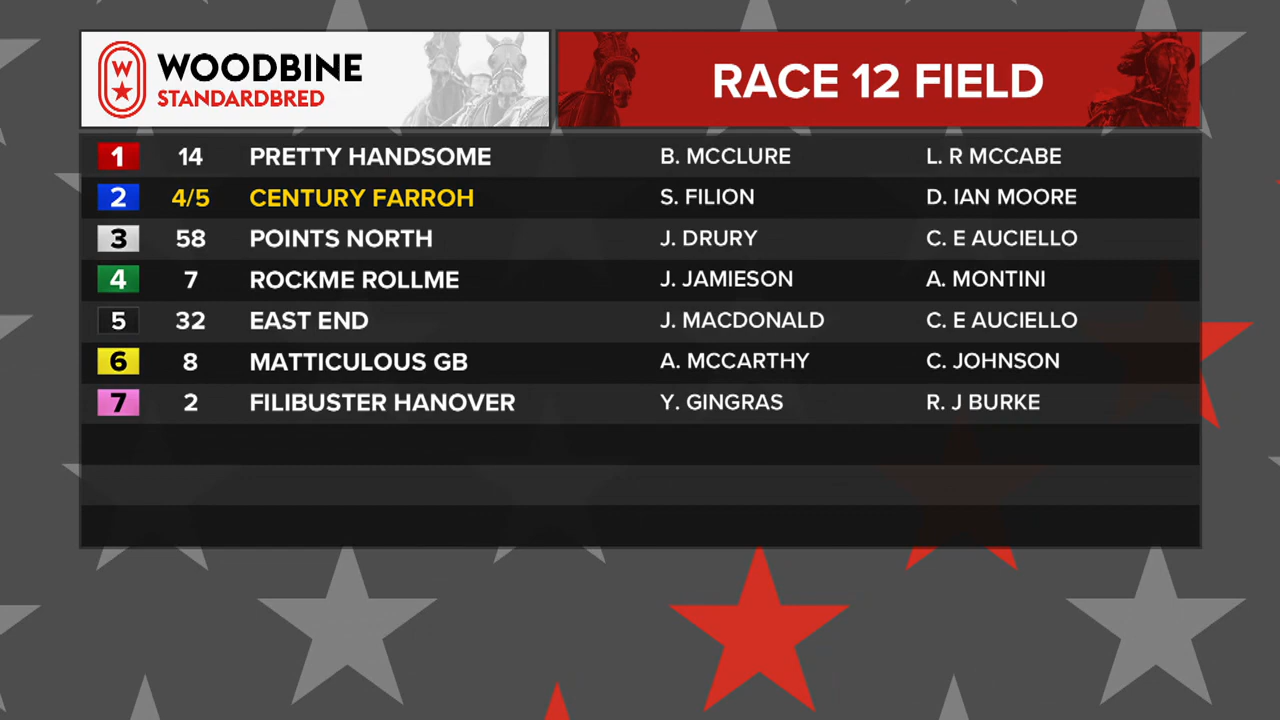 W
WOODBINE
STANDARDBRED
RACE 12 FIELD
1 14 PRETTY HANDSOME B. MCCLURE L. R MCCABE
2 4/5 CENTURY FARROH S. FILION D. IAN MOORE
3 58 POINTS NORTH J. DRURY C. E AUCIELLO
4 7 ROCKME ROLLME J. JAMIESON A. MONTINI
5 32 EAST END J. MACDONALD C. E AUCIELLO
6 8 MATTICULOUS GB A. MCCARTHY C. JOHNSON
7 2 FILIBUSTER HANOVER Y. GINGRAS R. J BURKE